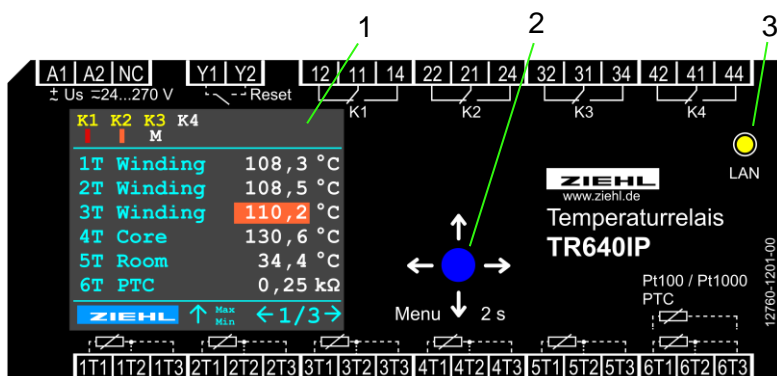 1 2 3
A1 A2 NC Y1 Y2 12 11 14 22 21 24 32 31 34 42 41 44
± Us ≂24...270 V Reset K1 K2 K3 K4
K1 K2 K3 K4
M
1T Winding 108,3 °C
2T Winding 108,5 °C
3T Winding 110,2 °C
4T Core 130,6 °C
5T Room 34,4 °C
6T PTC 0,25 kΩ
ZIEHL ↑ Max Min ←1/3→
LAN
ZIEHL
www.ziehl.de
Temperaturrelais
TR640IP
Menu 2 s
Pt100 / Pt1000
PTC
12760-1201-00
1T1 1T2 1T3 2T1 2T2 2T3 3T1 3T2 3T3 4T1 4T2 4T3 5T1 5T2 5T3 6T1 6T2 6T3